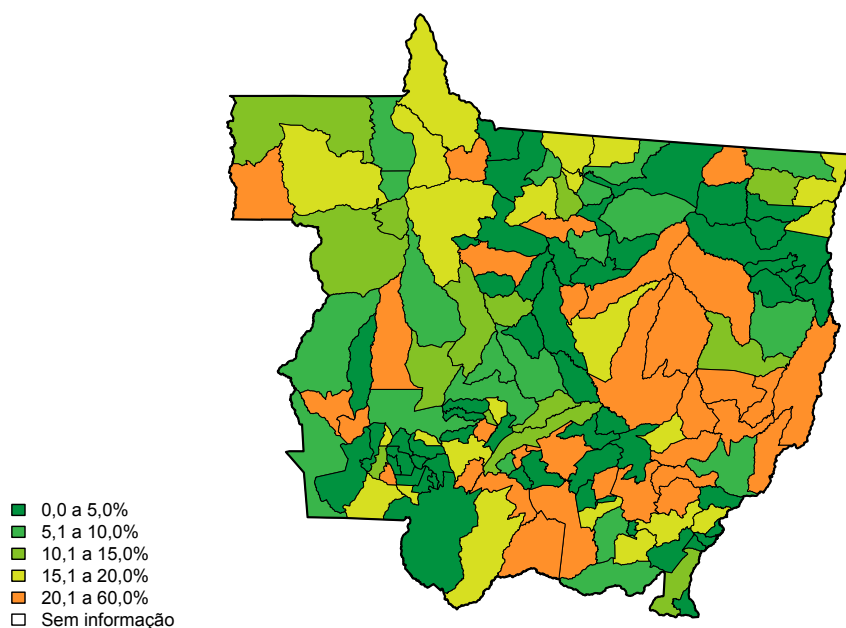 0,0 a 5,0%
5,1 a 10,0%
10,1 a 15,0%
15,1 a 20,0%
20,1 a 60,0%
Sem informação